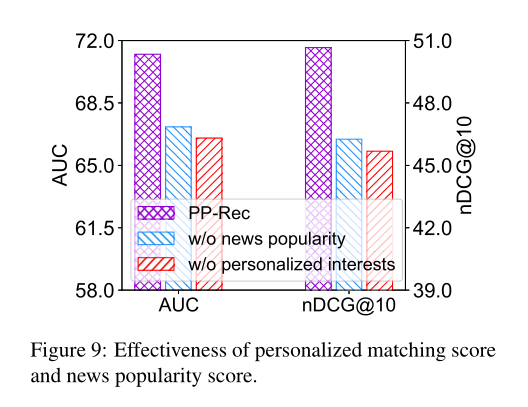 72.0
68.5
65.0
61.5
58.0
AUC
51.0
48.0
45.0
42.0
39.0
nDCG@10
PP-Rec
w/o news popularity
w/o personalized interests
AUC
nDCG@10
Figure 9: Effectiveness of personalized matching score
and news popularity score.